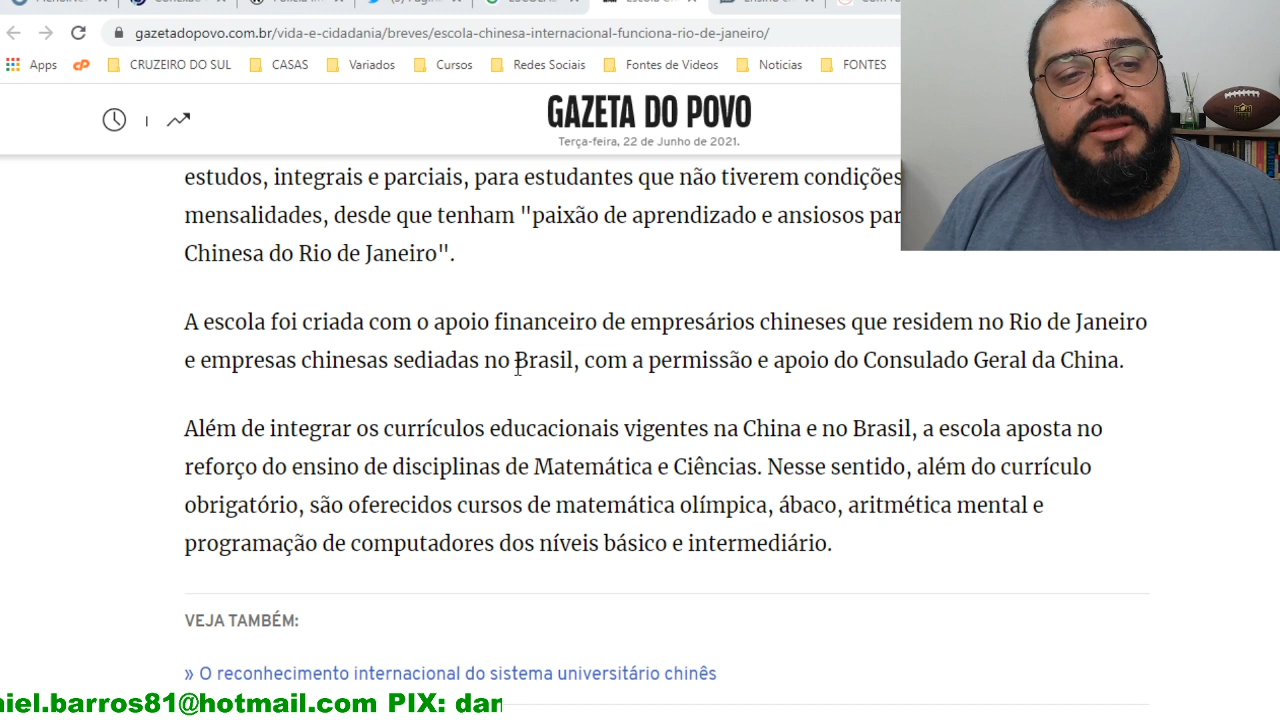 gazetadopovo.com.br/vida-e-cidadania/breves/escola-chinesa-internacional-funciona-rio-de-janeiro/
Apps CRUZEIRO DO SUL CASAS Variados Cursos Redes Sociais Fontes de Videos Noticias FONTES
GAZETA DO POVO
Terça-feira, 22 de Junho de 2021.
estudos, integrais e parciais, para estudantes que não tiverem condições
mensalidades, desde que tenham "paixão de aprendizado e ansiosos
Chinesa do Rio de Janeiro".
A escola foi criada com o apoio financeiro de empresários chineses que residem no Rio de Janeiro
e empresas chinesas sediadas no Brasil, com a permissão e apoio do Consulado Geral da China.
Além de integrar os currículos educacionais vigentes na China e no Brasil, a escola aposta no
reforço do ensino de disciplinas de Matemática e Ciências. Nesse sentido, além do currículo
obrigatório, são oferecidos cursos de matemática olímpica, ábaco, aritmética mental e
programação de computadores dos níveis básico e intermediário.
VEJA TAMBÉM:
» O reconhecimento internacional do sistema universitário chinês
niel.barros81@hotmail.com PIX: dan